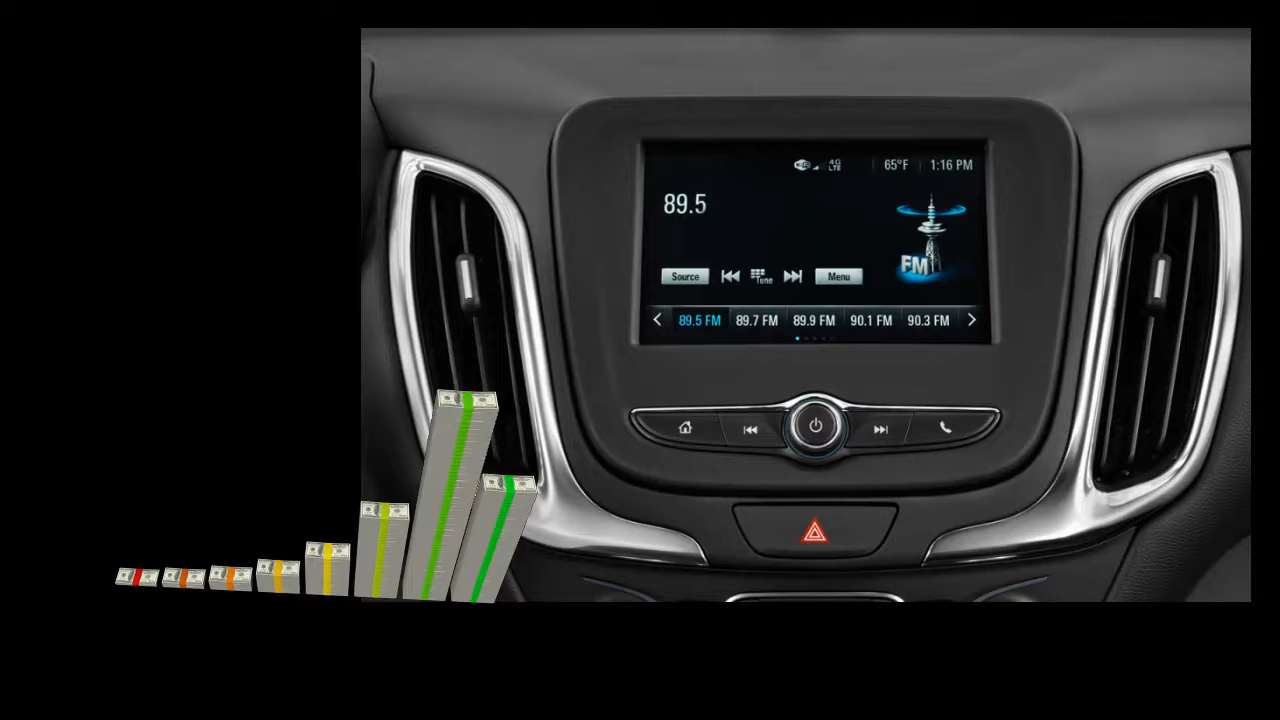 4G
LTE
65°F
1:16 PM
89.5
FM
Source
Tune
Menu
89.5 FM
89.7 FM
89.9 FM
90.1 FM
90.3 FM